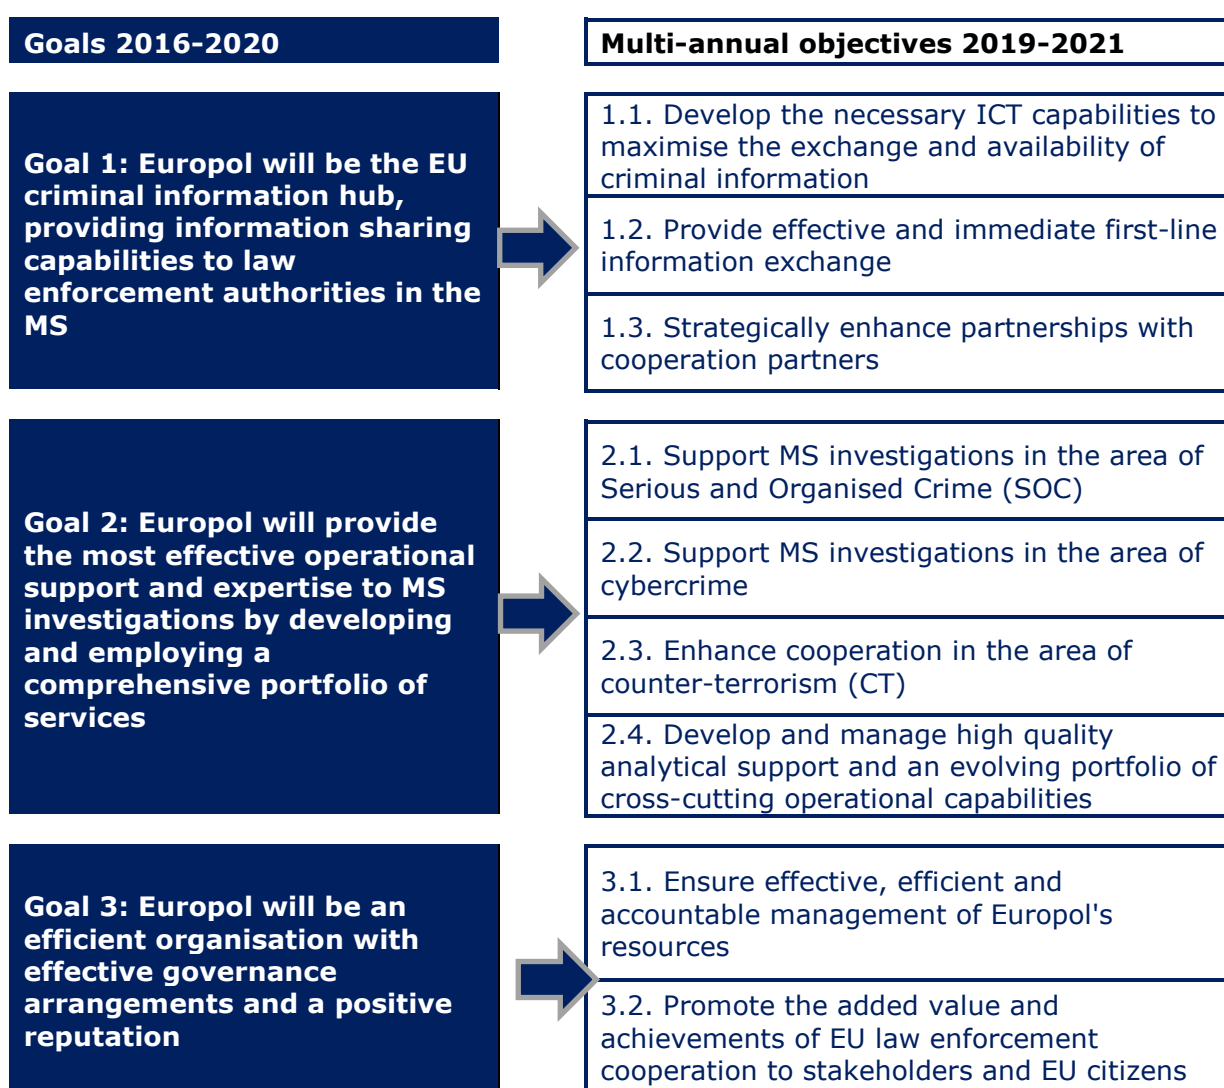 Goals 2016-2020
Multi-annual objectives 2019-2021
Goal 1: Europol will be the EU
criminal information hub,
providing information sharing
capabilities to law
enforcement authorities in the
MS
1.1. Develop the necessary ICT capabilities to
maximise the exchange and availability of
criminal information
1.2. Provide effective and immediate first-line
information exchange
1.3. Strategically enhance partnerships with
cooperation partners
Goal 2: Europol will provide
the most effective operational
support and expertise to MS
investigations by developing
and employing a
comprehensive portfolio of
services
2.1. Support MS investigations in the area of
Serious and Organised Crime (SOC)
2.2. Support MS investigations in the area of
cybercrime
2.3. Enhance cooperation in the area of
counter-terrorism (CT)
2.4. Develop and manage high quality
analytical support and an evolving portfolio of
cross-cutting operational capabilities
Goal 3: Europol will be an
efficient organisation with
effective governance
arrangements and a positive
reputation
3.1. Ensure effective, efficient and
accountable management of Europol's
resources
3.2. Promote the added value and
achievements of EU law enforcement
cooperation to stakeholders and EU citizens